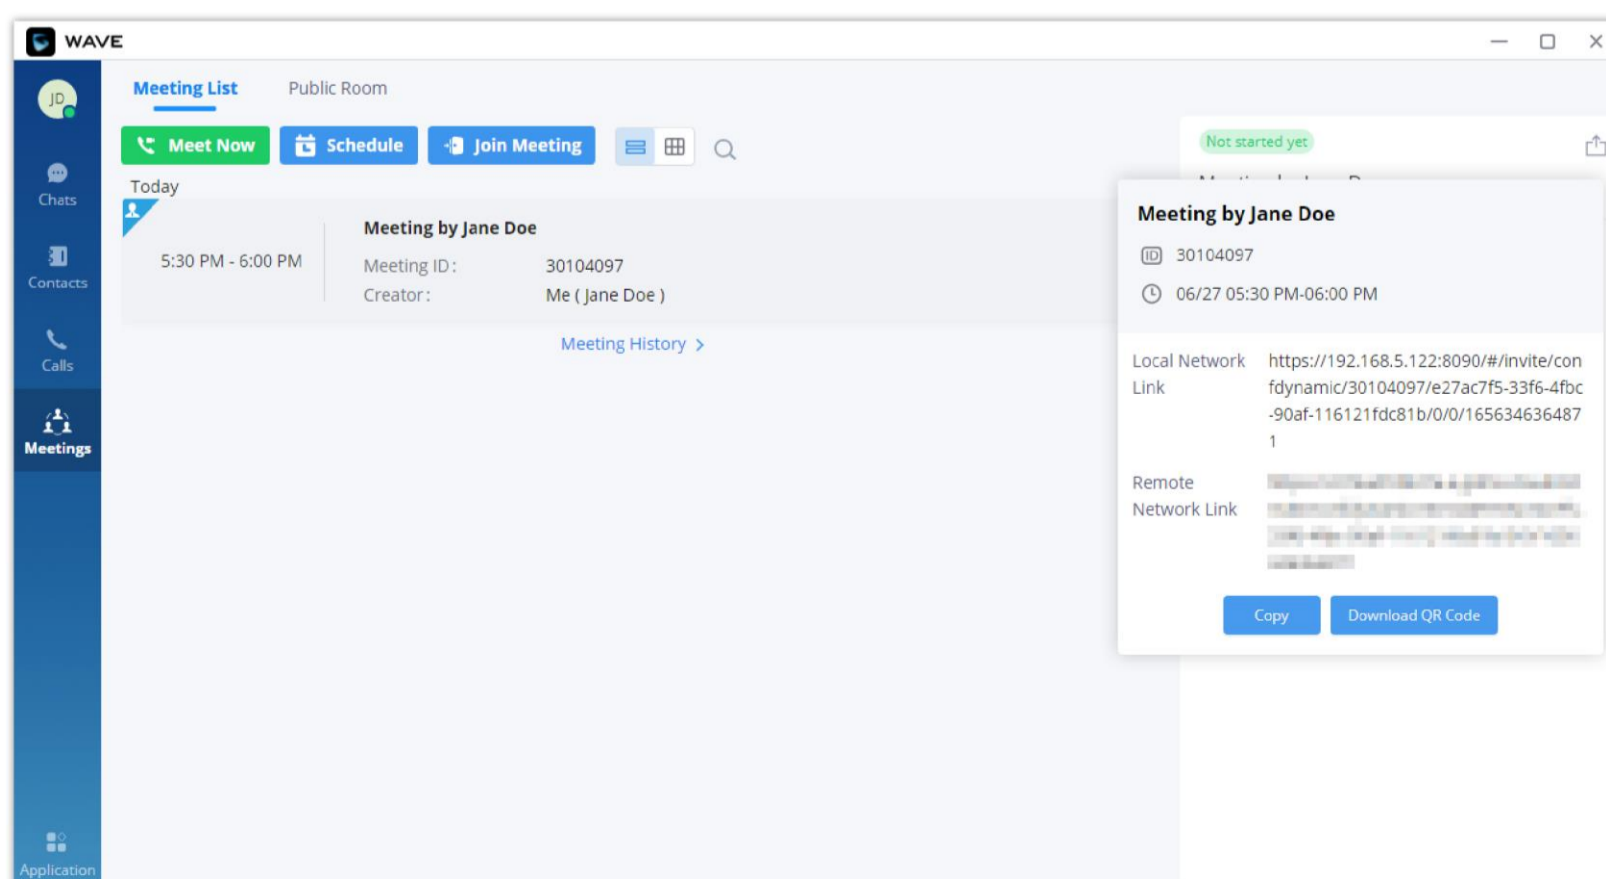 WAVE
JD
Chats
Contacts
Calls
Meetings
Application
Meeting List Public Room
Meet Now Schedule Join Meeting
Today
5:30 PM - 6:00 PM
Meeting by Jane Doe
Meeting ID: 30104097
Creator: Me ( Jane Doe )
Meeting History >
Not started yet
Meeting by Jane Doe
ID 30104097
06/27 05:30 PM-06:00 PM
Local Network
Link
https://192.168.5.122:8090/#/invite/con
fdynamic/30104097/e27ac7f5-33f6-4fbc
-90af-116121fdc81b/0/0/165634636487
1
Remote
Network Link
Copy Download QR Code